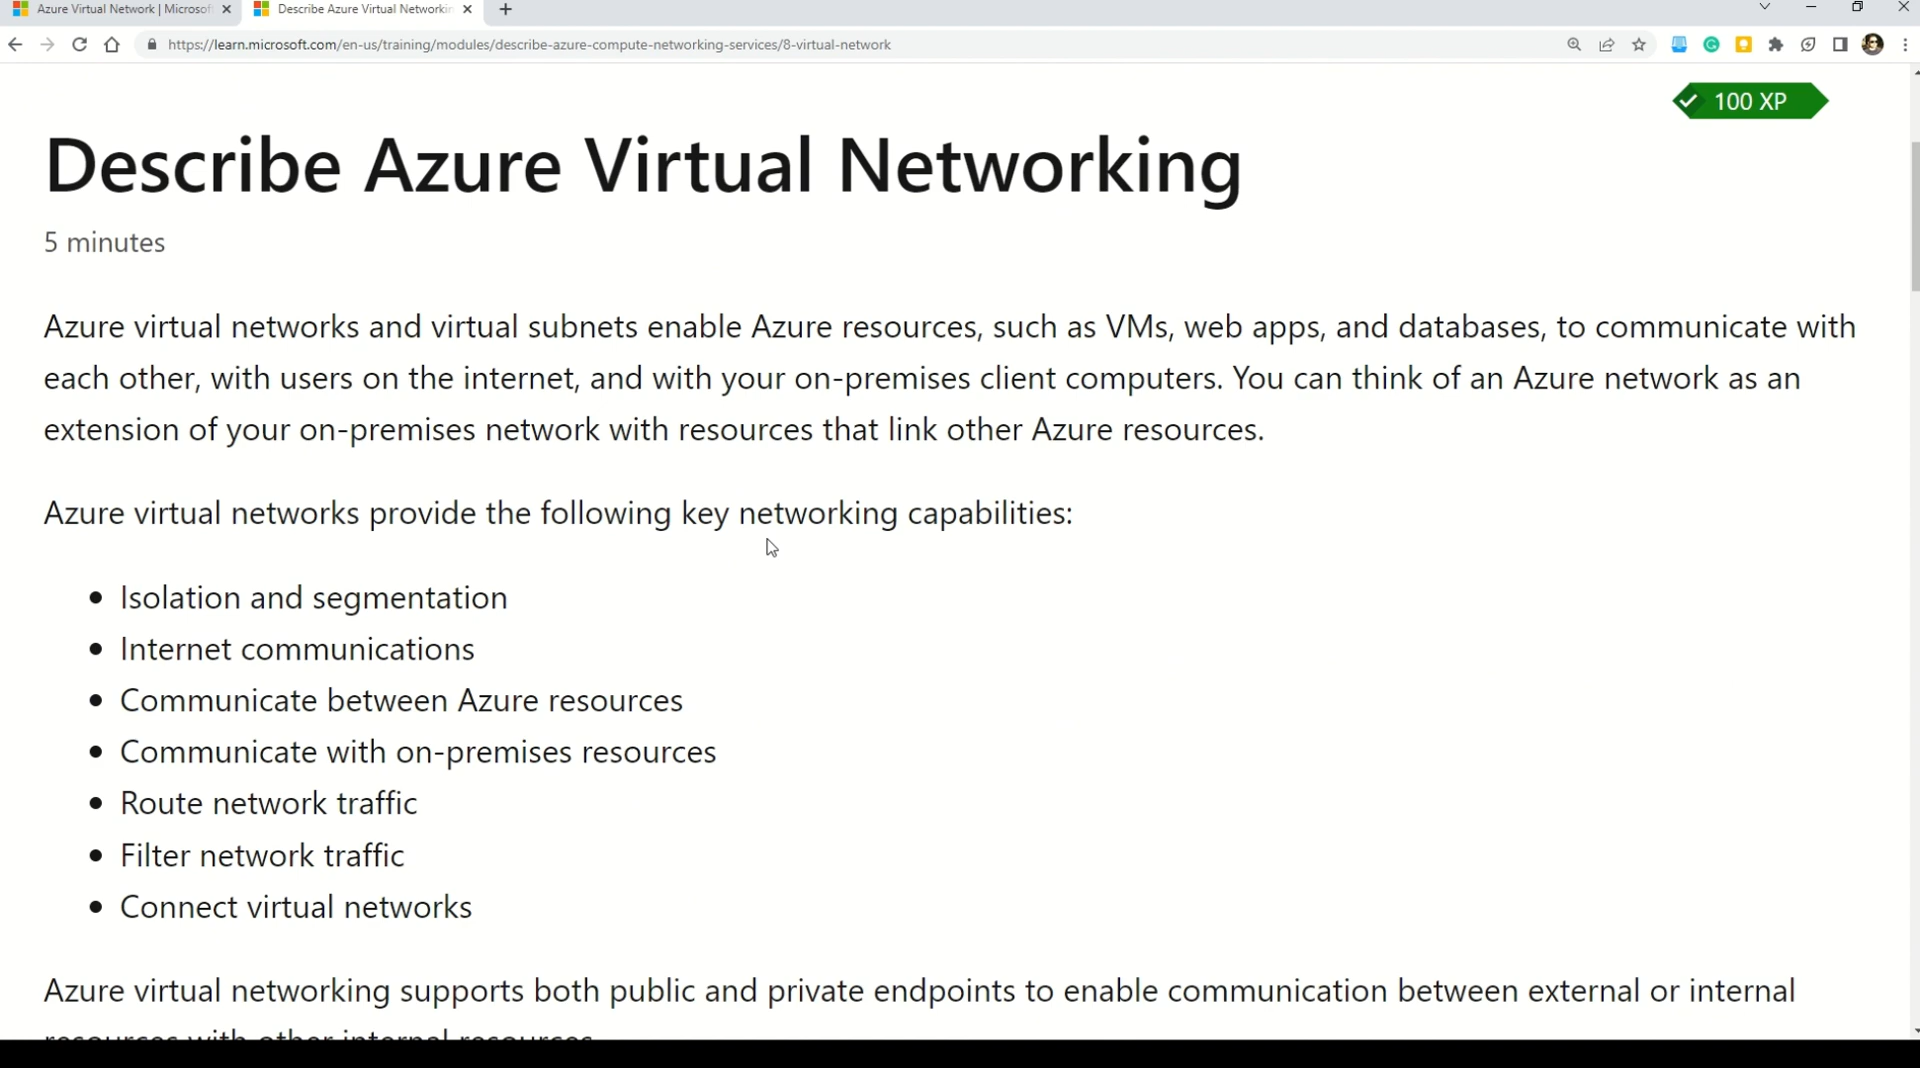 Azure Virtual Network | Microsof
Describe Azure Virtual Networkin
https://learn.microsoft.com/en-us/training/modules/describe-azure-compute-networking-services/8-virtual-network
100 XP
Describe Azure Virtual Networking
5 minutes
Azure virtual networks and virtual subnets enable Azure resources, such as VMs, web apps, and databases, to communicate with
each other, with users on the internet, and with your on-premises client computers. You can think of an Azure network as an
extension of your on-premises network with resources that link other Azure resources.
Azure virtual networks provide the following key networking capabilities:
• Isolation and segmentation
• Internet communications
• Communicate between Azure resources
• Communicate with on-premises resources
• Route network traffic
• Filter network traffic
• Connect virtual networks
Azure virtual networking supports both public and private endpoints to enable communication between external or internal
resources with other internal resources.